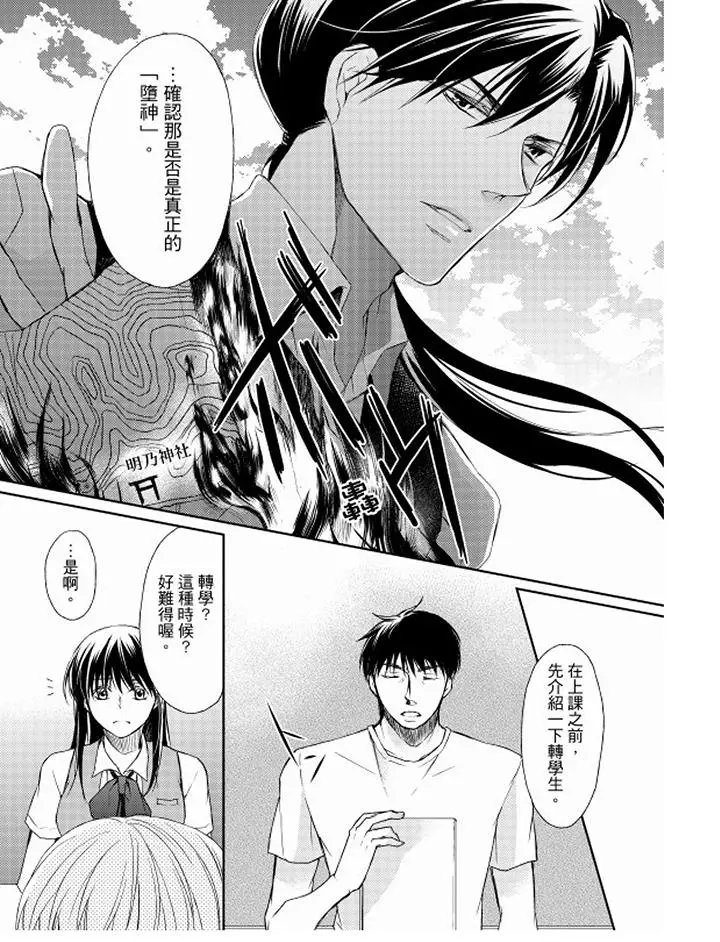 …確認那是否是真正的
「墮神」。
ボボ
轟
明乃神社
在上課之前，
先介紹一下轉學生。
轉學？
這種時候？
好難得喔。
…是啊。